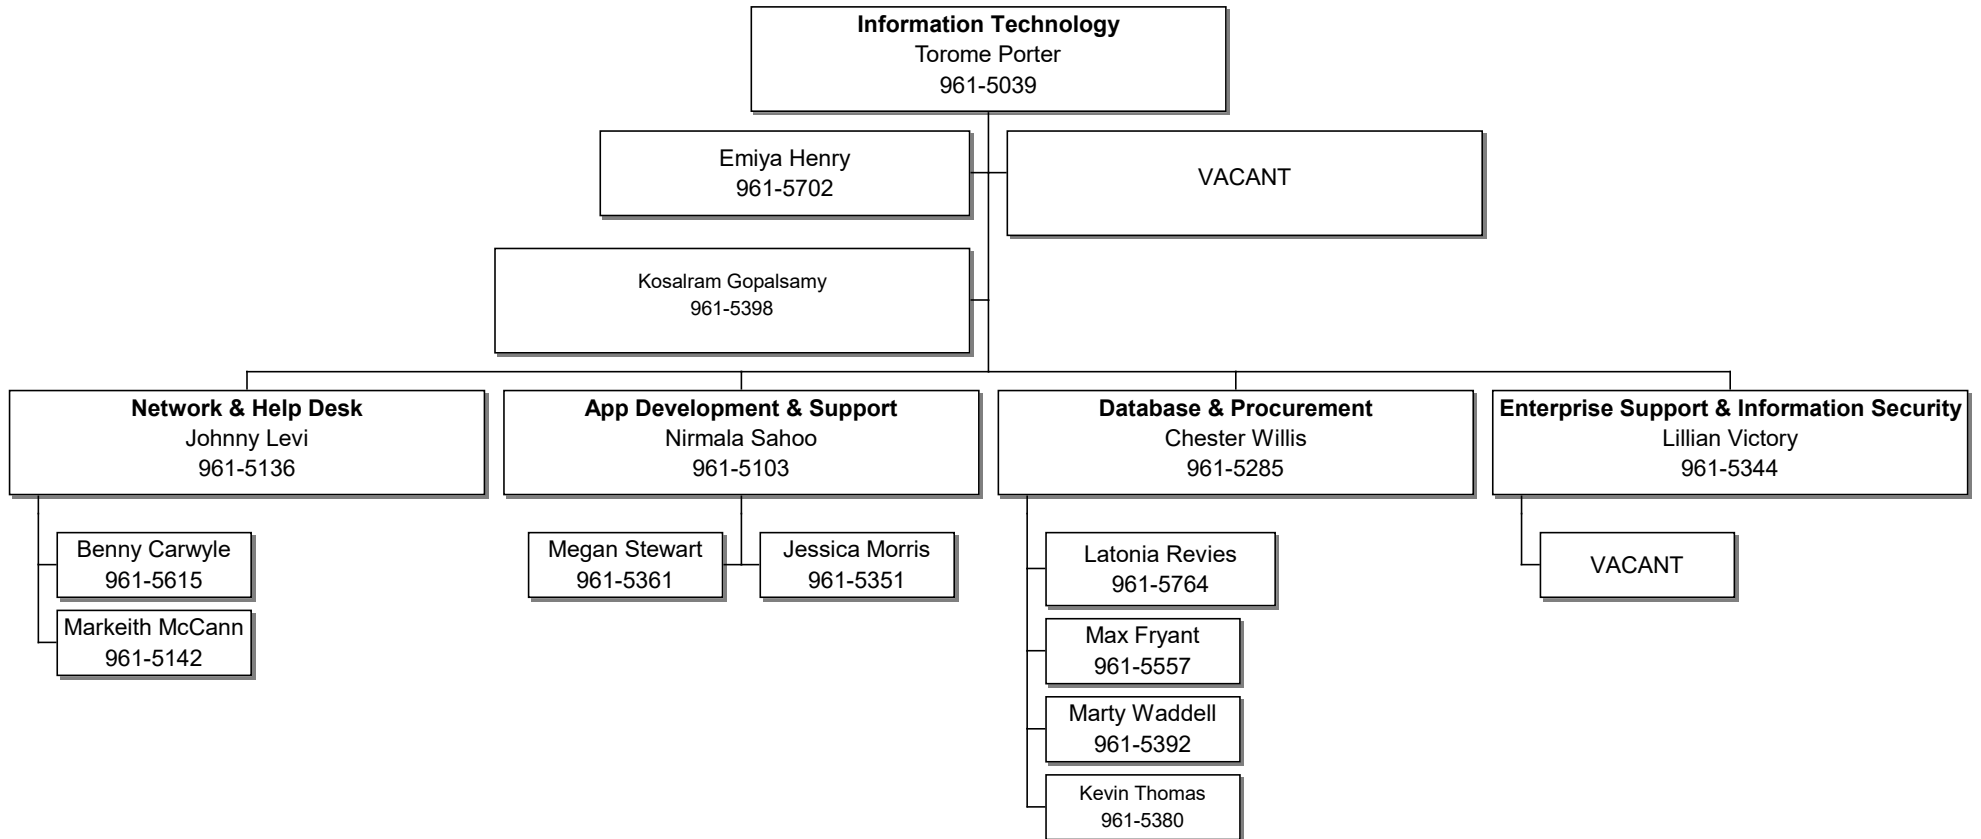 Information Technology
Torome Porter
961-5039
Emiya Henry
961-5702
VACANT
Kosalram Gopalsamy
961-5398
Network & Help Desk
Johnny Levi
961-5136
App Development & Support
Nirmala Sahoo
961-5103
Database & Procurement
Chester Willis
961-5285
Enterprise Support & Information Security
Lillian Victory
961-5344
Benny Carwyle
961-5615
Markeith McCann
961-5142
Megan Stewart
961-5361
Jessica Morris
961-5351
Latonia Revies
961-5764
Max Fryant
961-5557
Marty Waddell
961-5392
Kevin Thomas
961-5380
VACANT